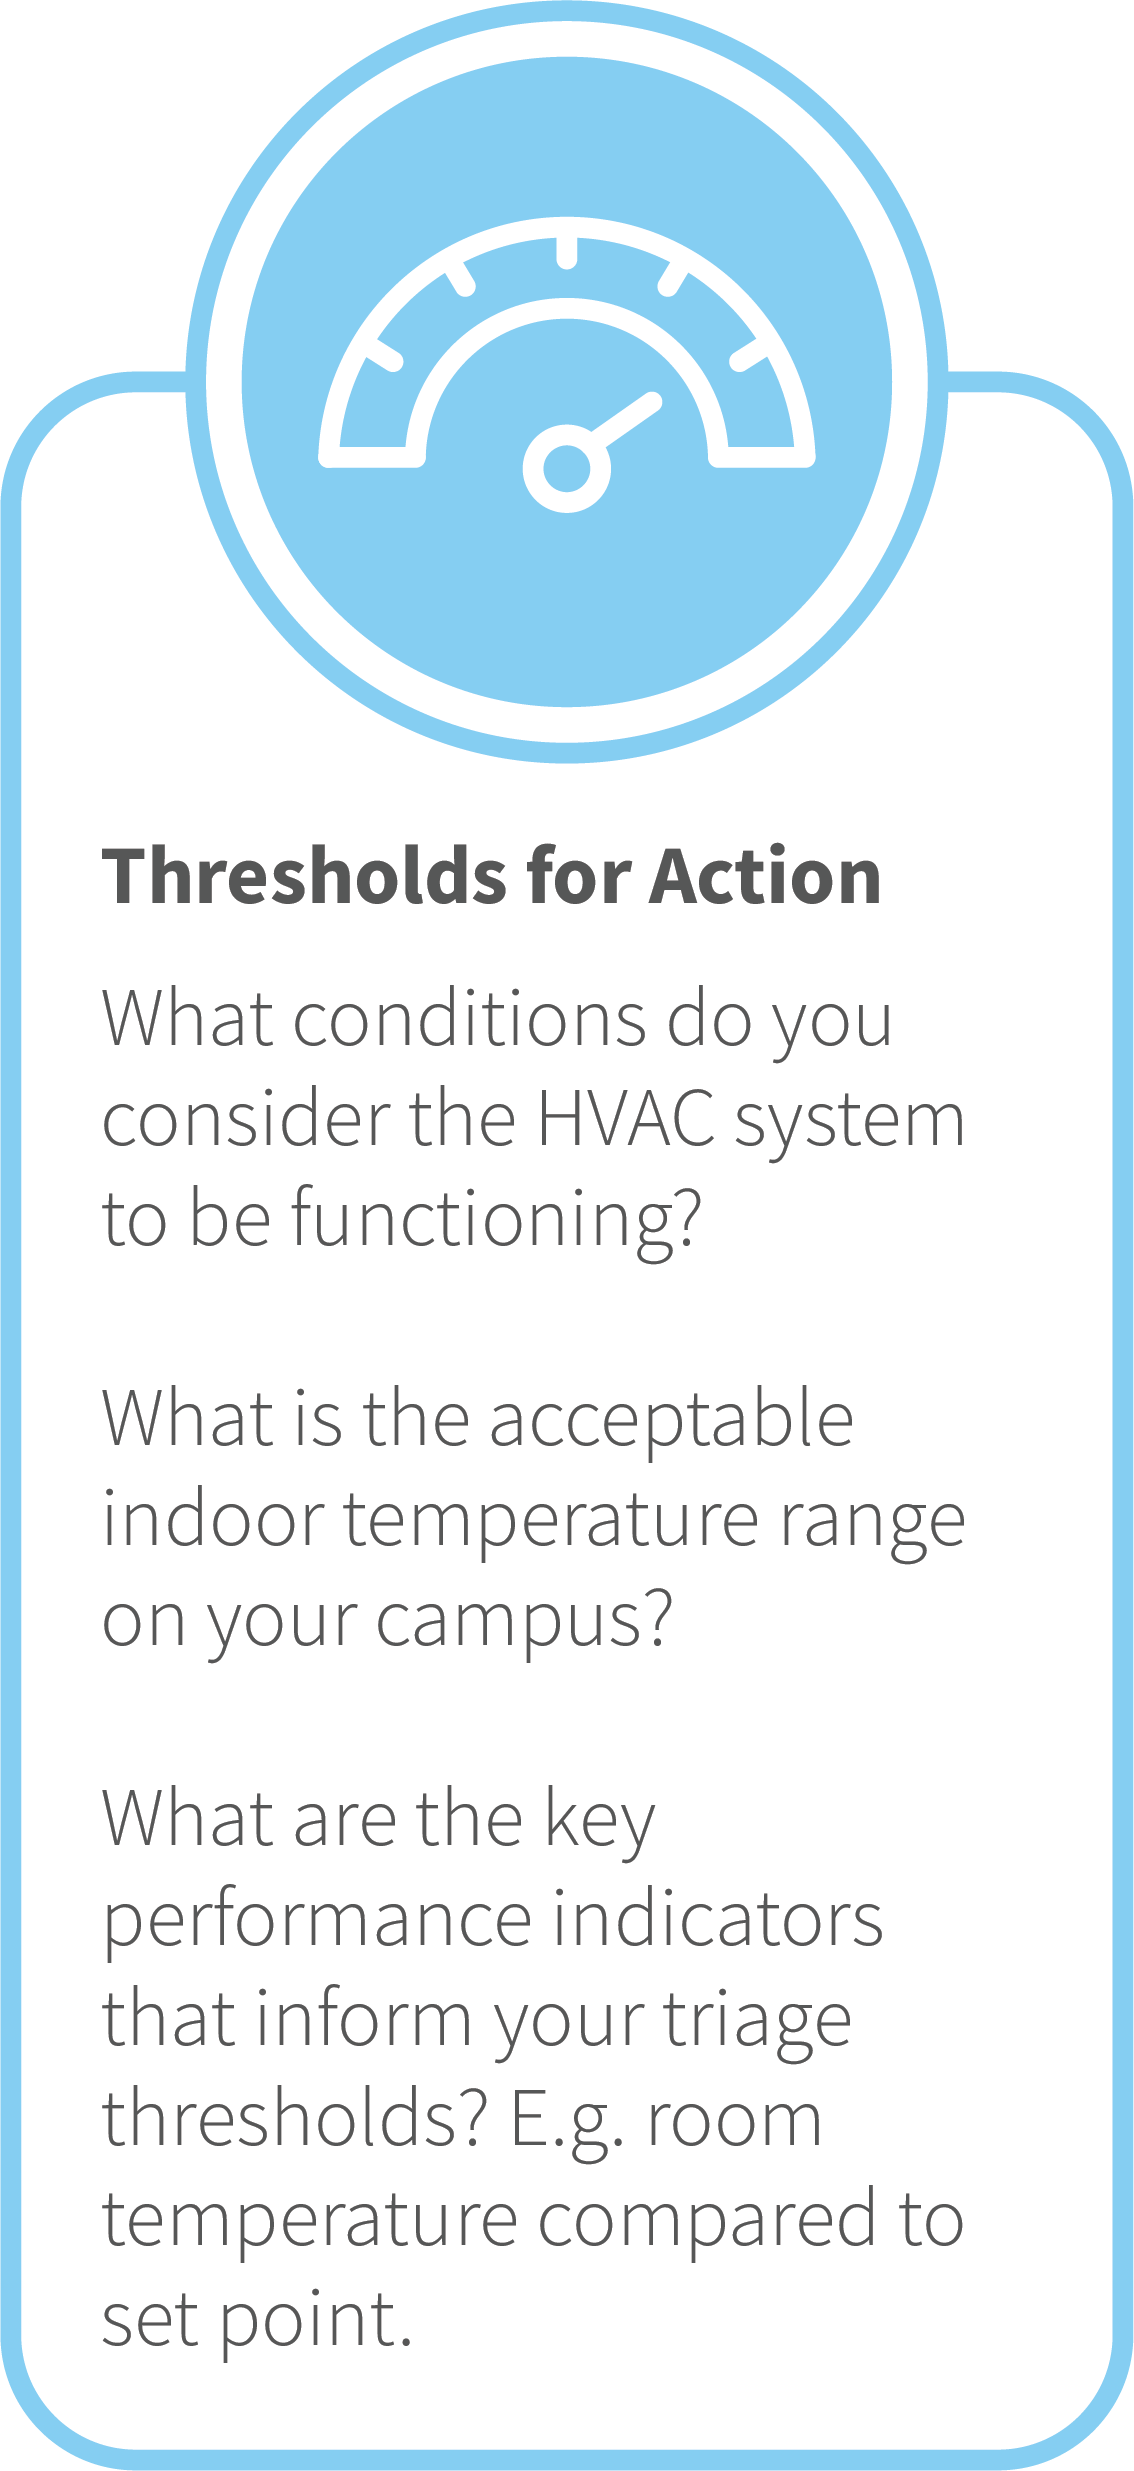 Thresholds for Action
What conditions do you
consider the HVAC system
to be functioning?
What is the acceptable
indoor temperature range
on your campus?
What are the key
performance indicators
that inform your triage
thresholds? E.g. room
temperature compared to
set point.